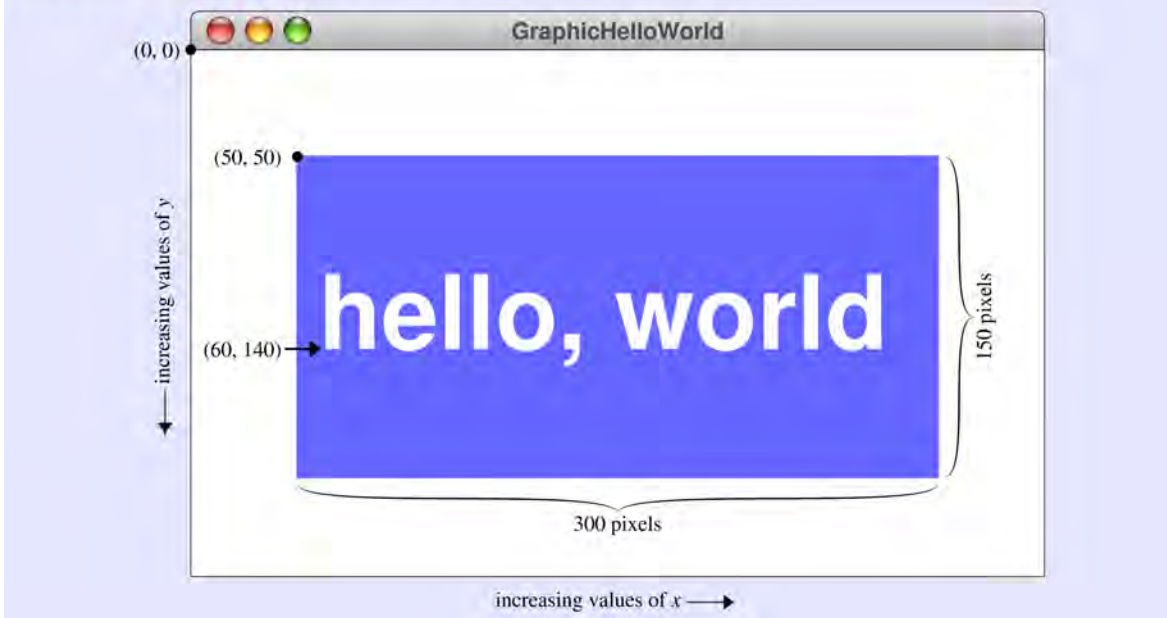 GraphicHelloWorld
(0, 0)
(50, 50)
increasing values of y
hello, world
(60, 140)
150 pixels
300 pixels
increasing values of x